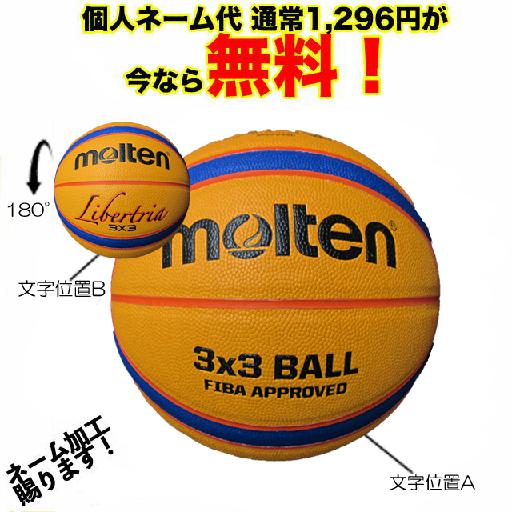 個人ネーム代 通常1,296円が
今なら無料！
molten
Libertria
3x3
180°
文字位置B
molten
3x3 BALL
FIBA APPROVED
文字位置A
ネーム加工
賜ります！